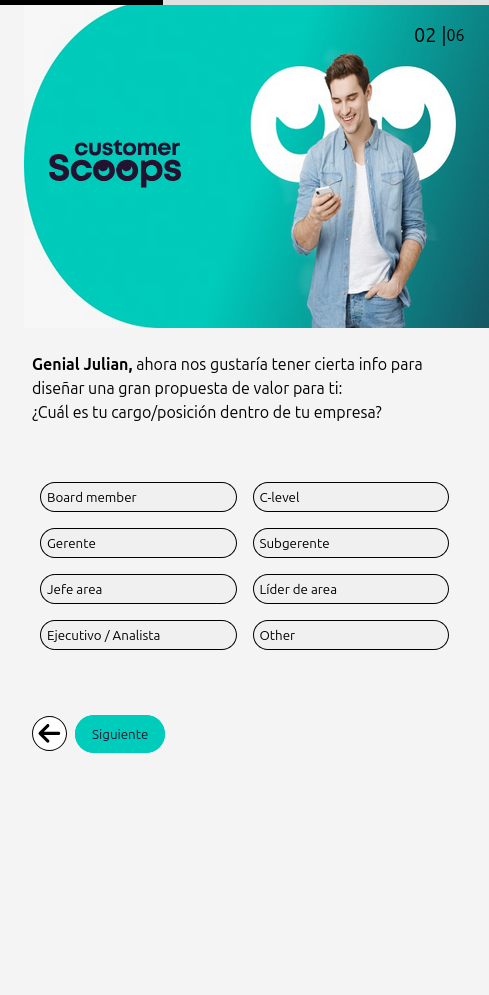 02 |06
customer
Scoops
Genial Julian, ahora nos gustaría tener cierta info para
diseñar una gran propuesta de valor para ti:
¿Cuál es tu cargo/posición dentro de tu empresa?
Board member
C-level
Gerente
Subgerente
Jefe area
Líder de area
Ejecutivo / Analista
Other
Siguiente